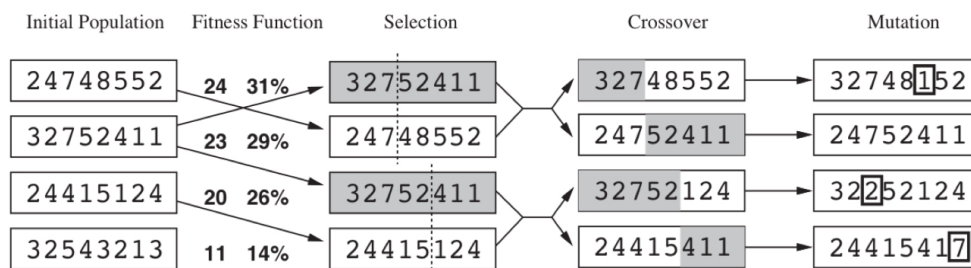 Initial Population Fitness Function Selection Crossover Mutation
24748552 24 31% 32752411 32748552 32748152
32752411 23 29% 24748552 24752411 24752411
24415124 20 26% 32752411 32752124 32252124
32543213 11 14% 24415124 24415411 24415417